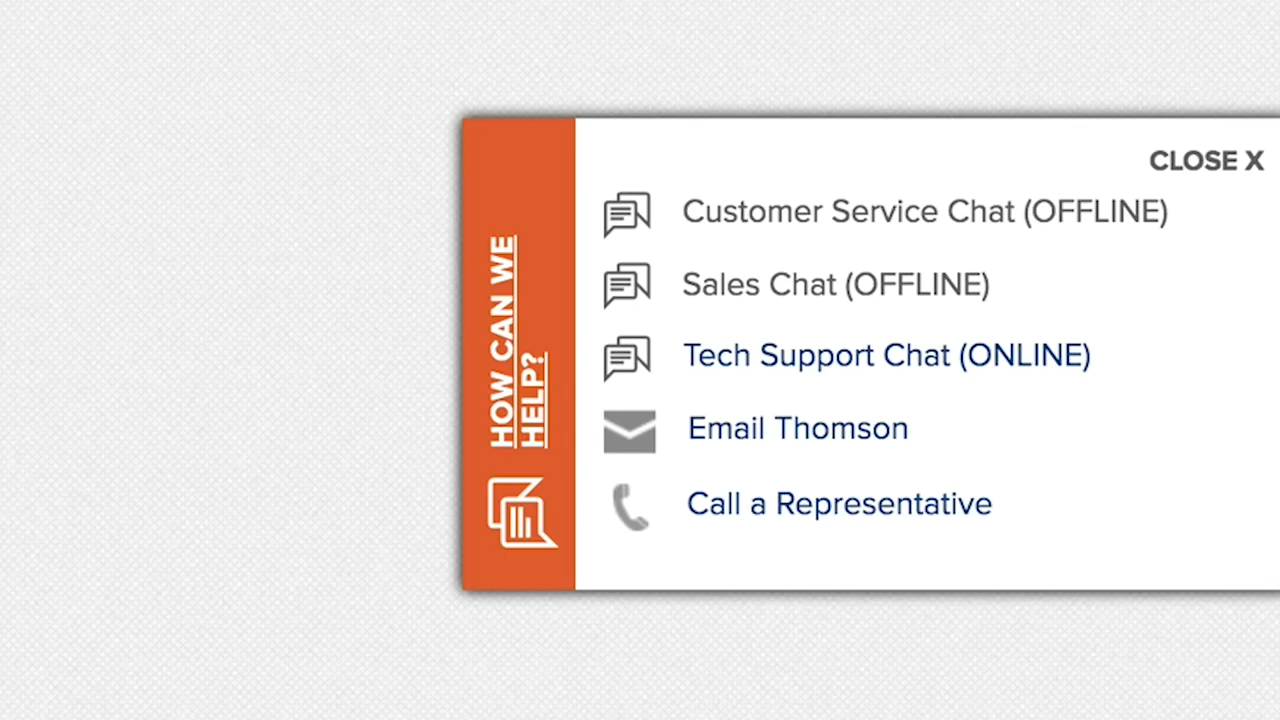 HOW CAN WE
HELP?
CLOSE X
Customer Service Chat (OFFLINE)
Sales Chat (OFFLINE)
Tech Support Chat (ONLINE)
Email Thomson
Call a Representative